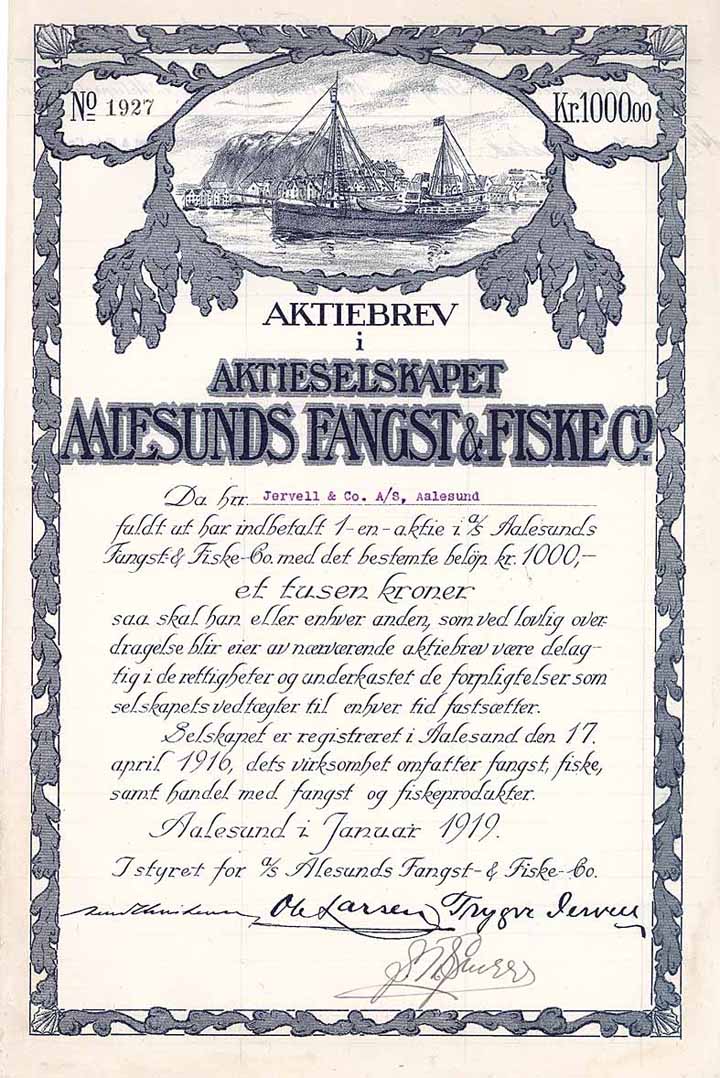 No 1927
Kr. 1000.00
AKTIEBREV
i
AKTIESELSKAPET
AALESUNDS FANGST & FISKE CO.
Da hrr. Jervell & Co. A/S, Aalesund
fuldt ut har indbetalt 1-en-aktie i a/s Aalesunds
Fangst-& Fiske-Co. med det bestemte beløp kr. 1000,-
et tusen kroner
saa skal han eller enhver anden, som ved lovlig over-
dragelse blir eier av nærværende aktiebrev være delag-
tig i de rettigheter og underkastet de forpligtelser som
selskapets vedtægter til enhver tid fastsætter.
Selskapet er registreret i Aalesund den 17.
april 1916, dets virksomhet omfatter fangst, fiske,
samt handel med fangst og fiskeprodukter.
Aalesund i Januar 1919.
I styret for a/s Alesunds Fangst-& Fiske-Co.
Ole Larsen Trygve Jervell